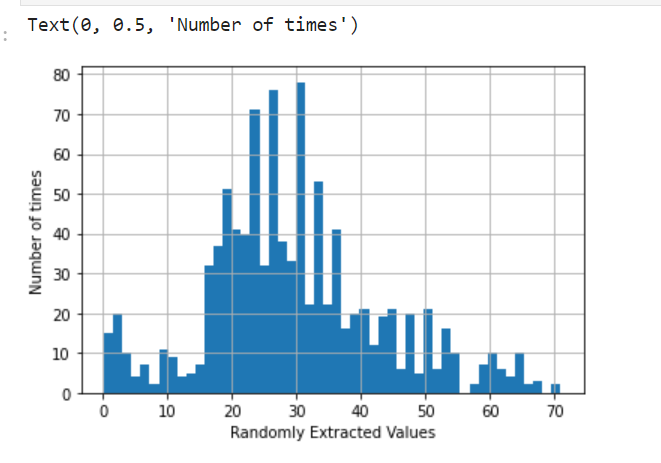 Text(0, 0.5, 'Number of times')
:
80
70
60
50
40
30
20
10
0
Number of times
0 10 20 30 40 50 60 70
Randomly Extracted Values